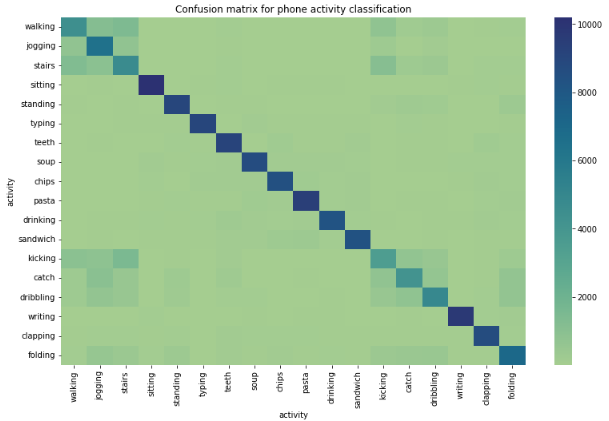 Confusion matrix for phone activity classification
activity
walking
jogging
stairs
sitting
standing
typing
teeth
soup
chips
pasta
drinking
sandwich
kicking
catch
dribbling
writing
clapping
folding
walking
jogging
stairs
sitting
standing
typing
teeth
soup
chips
pasta
drinking
sandwich
kicking
catch
dribbling
writing
clapping
folding
activity
10000
8000
6000
4000
2000